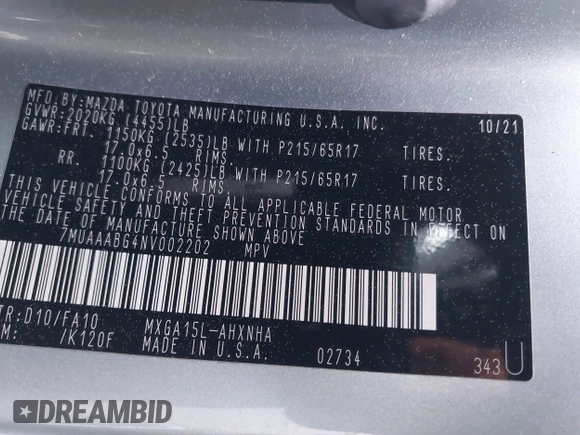 MFD.BY:MAZDA TOYOTA MANUFACTURING U.S.A. INC. 10/21
GVWR:2020KG (4455)LB
GAWR:FRT. 1150KG (2535)LB WITH P215/65R17 TIRES.
17.0x6.5 RIMS.
RR. 1100KG (2425)LB WITH P215/65R17 TIRES.
17.0x6.5 RIMS.
THIS VEHICLE CONFORMS TO ALL APPLICABLE FEDERAL MOTOR
VEHICLE SAFETY AND THEFT PREVENTION STANDARDS IN EFFECT ON
THE DATE OF MANUFACTURE SHOWN ABOVE
7MUAAABG4NV002202 MPV
TR:D10/FA10 MXGA15L-AHXNHA
M: /K120F MADE IN U.S.A. 02734 343U
DREAMBID